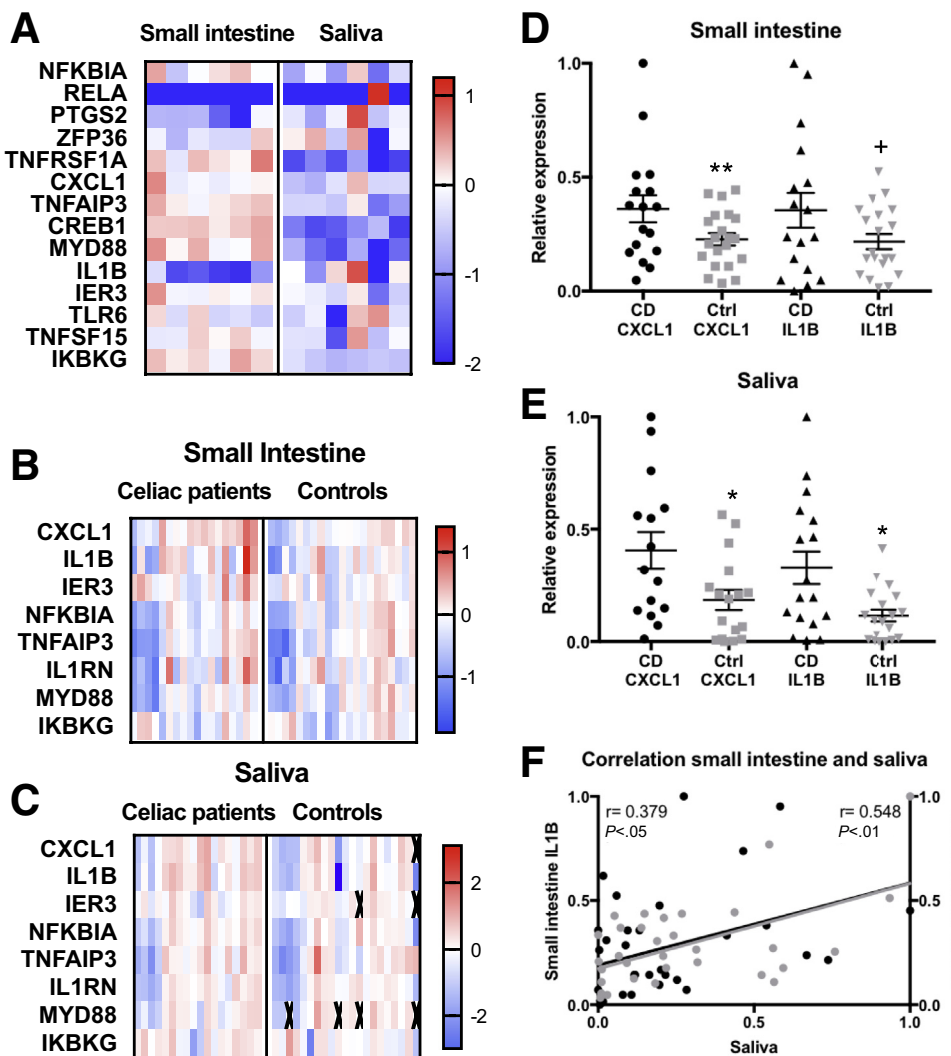 A
Small intestine Saliva
NFKBIA
RELA
PTGS2
ZFP36
TNFRSF1A
CXCL1
TNFAIP3
CREB1
MYD88
IL1B
IER3
TLR6
TNFSF15
IKBKG
1
0
-1
-2
B
Small Intestine
Celiac patients Controls
CXCL1
IL1B
IER3
NFKBIA
TNFAIP3
IL1RN
MYD88
IKBKG
1
0
-1
C
Saliva
Celiac patients Controls
CXCL1
IL1B
IER3
NFKBIA
TNFAIP3
IL1RN
MYD88
IKBKG
2
0
-2
D
Small intestine
Relative expression
1.0
0.5
0.0
**
+
CD Ctrl CD Ctrl
CXCL1 CXCL1 IL1B IL1B
E
Saliva
Relative expression
1.0
0.5
0.0
*
*
CD Ctrl CD Ctrl
CXCL1 CXCL1 IL1B IL1B
F
Correlation small intestine and saliva
Small intestine IL1B
1.0
0.5
0.0
r= 0.379
P<.05
r= 0.548
P<.01
1.0
0.5
0.0
0.0 0.5 1.0
Saliva